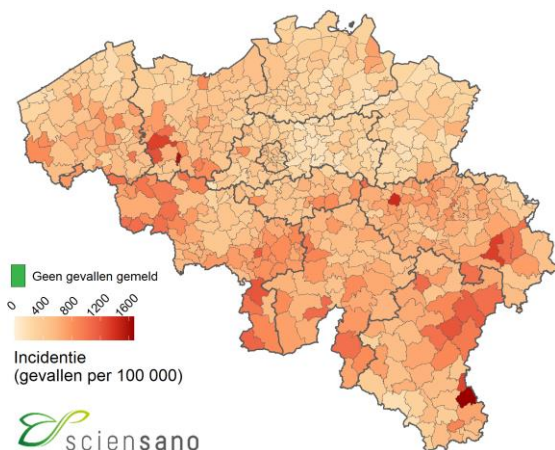 Geen gevallen gemeld
0
400
800
1200
1600
Incidentie
(gevallen per 100 000)
sciensano